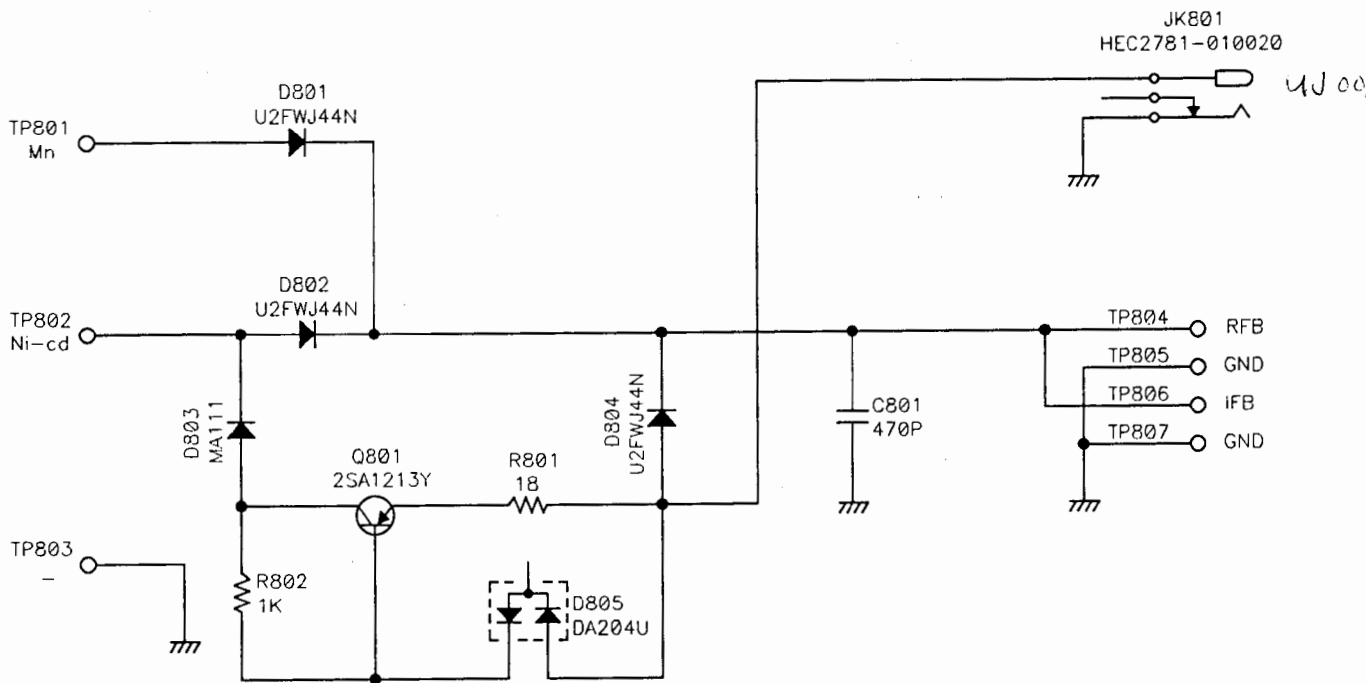 JK801
HEC2781-010020
D801
U2FWJ44N
TP801
Mn
D802
U2FWJ44N
TP802
Ni-cd
TP804
RFB
TP805
GND
TP806
iFB
TP807
GND
D803
MA111
D804
U2FWJ44N
C801
470P
Q801
2SA1213Y
R801
18
TP803
-
R802
1K
D805
DA204U